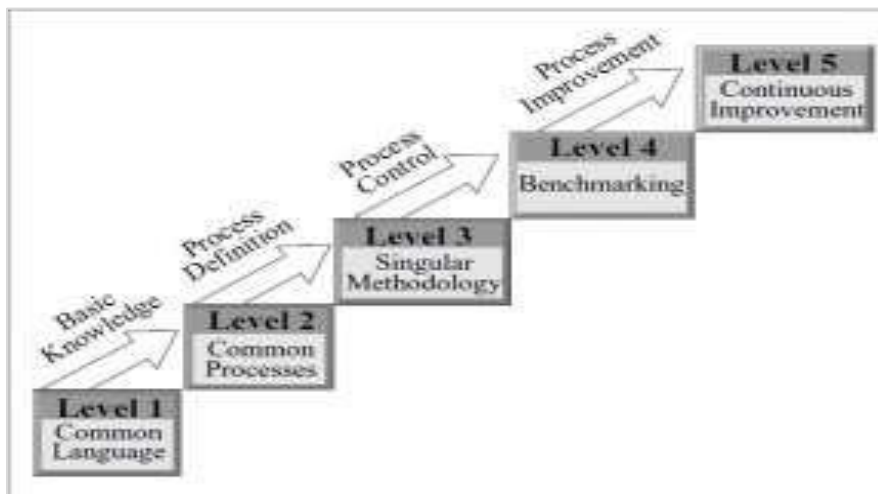 Level 5
Continuous
Improvement
Process
Improvement
Level 4
Benchmarking
Process
Control
Level 3
Singular
Methodology
Process
Definition
Level 2
Common
Processes
Basic
Knowledge
Level 1
Common
Language